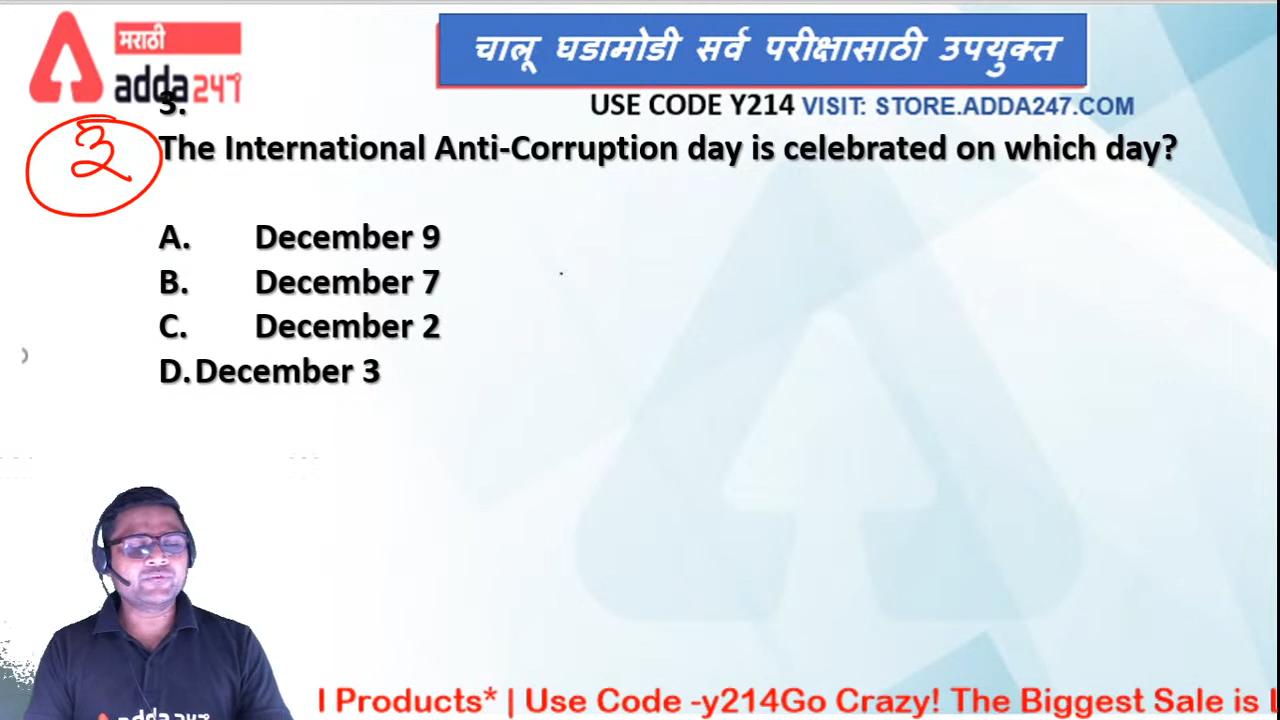 मराठी
adda247
चालू घडामोडी सर्व परीक्षासाठी उपयुक्त
USE CODE Y214 VISIT: STORE.ADDA247.COM
3.
3
The International Anti-Corruption day is celebrated on which day?
A. December 9
B. December 7
C. December 2
D. December 3
adda247
l Products* | Use Code -y214Go Crazy! The Biggest Sale is